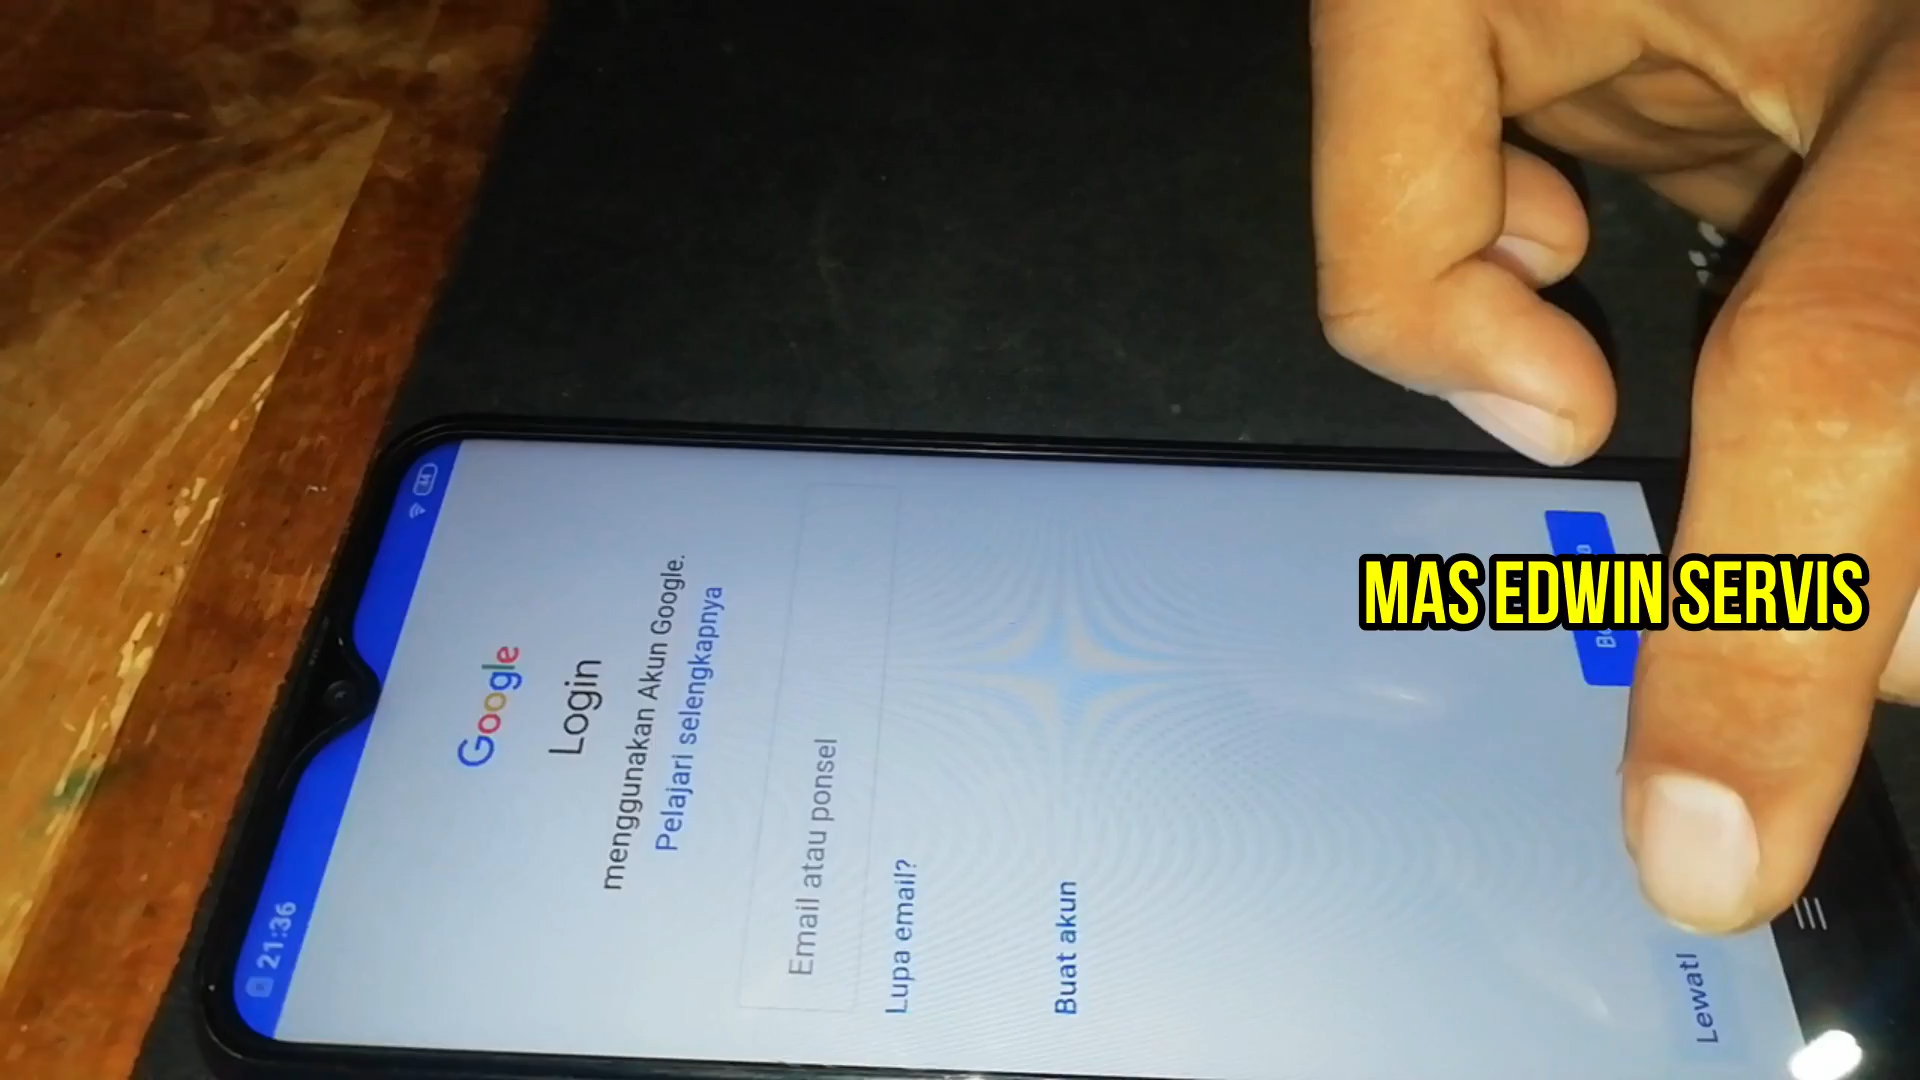 21:36
44
Google
Login
menggunakan Akun Google.
Pelajari selengkapnya
Email atau ponsel
Lupa email?
Buat akun
Lewati
MAS EDWIN SERVIS